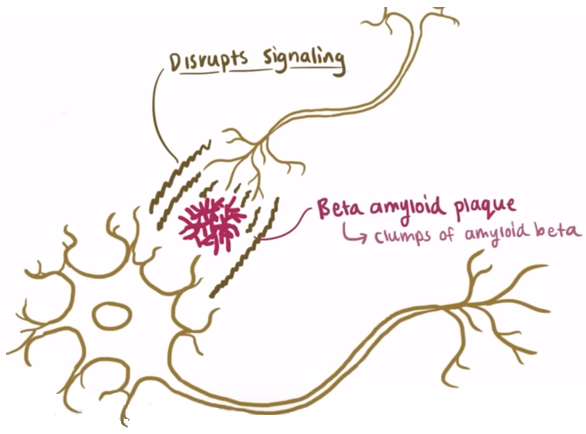 Disrupts signaling
Beta amyloid plaque
clumps of amyloid beta